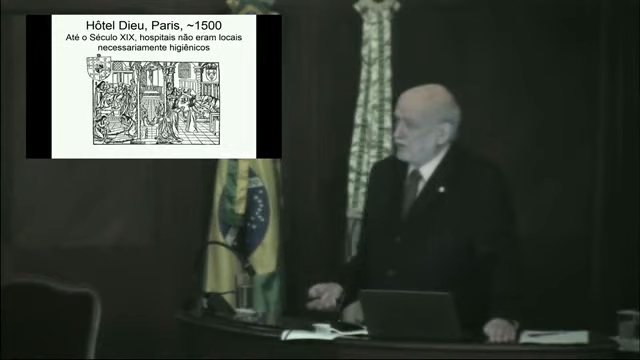 Hôtel Dieu, Paris, ~1500
Até o Século XIX, hospitais não eram locais
necessariamente higiênicos